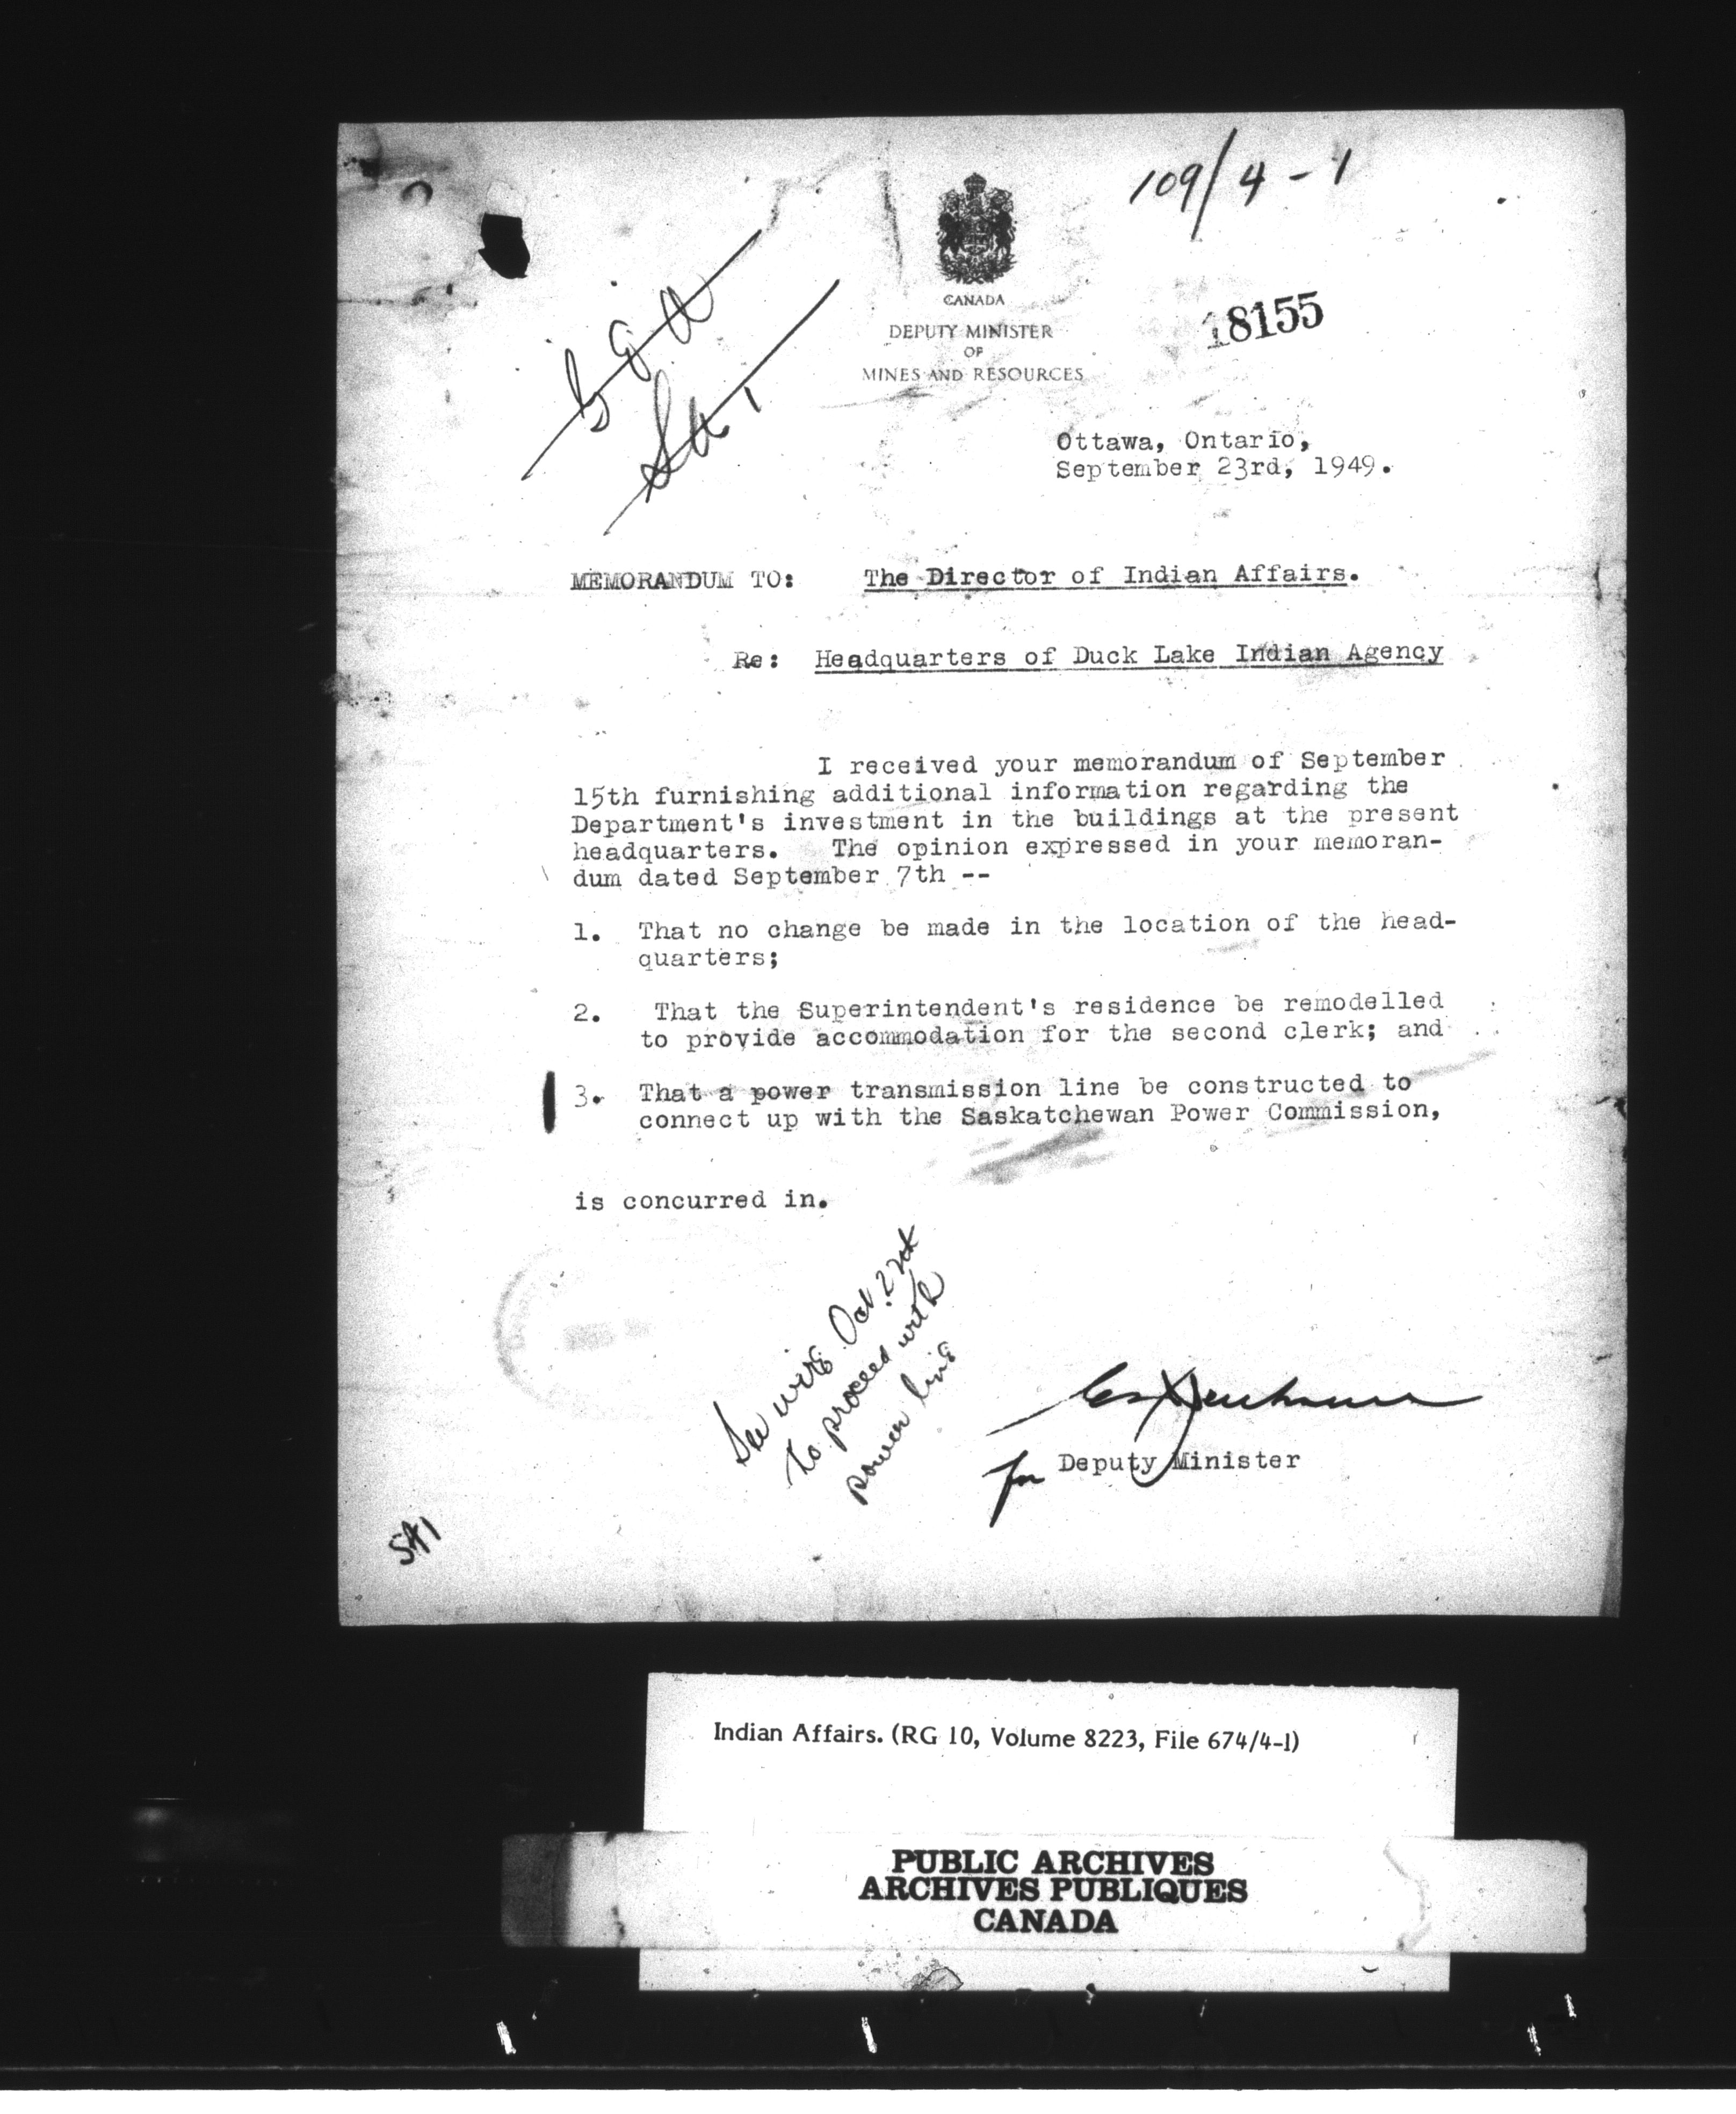 109/4-1
CANADA
DEPUTY MINISTER
OF
MINES AND RESOURCES
18155
Ottawa, Ontario,
September 23rd, 1949.
MEMORANDUM TO: The Director of Indian Affairs.
Re: Headquarters of Duck Lake Indian Agency
I received your memorandum of September
15th furnishing additional information regarding the
Department's investment in the buildings at the present
headquarters. The opinion expressed in your memoran-
dum dated September 7th --
1. That no change be made in the location of the head-
quarters;
2. That the Superintendent's residence be remodelled
to provide accommodation for the second clerk; and
3. That a power transmission line be constructed to
connect up with the Saskatchewan Power Commission,
is concurred in.
See wire Oct.
to proceed with
power line
for Deputy Minister
SA1
Indian Affairs. (RG 10, Volume 8223, File 674/4-1)
PUBLIC ARCHIVES
ARCHIVES PUBLIQUES
CANADA